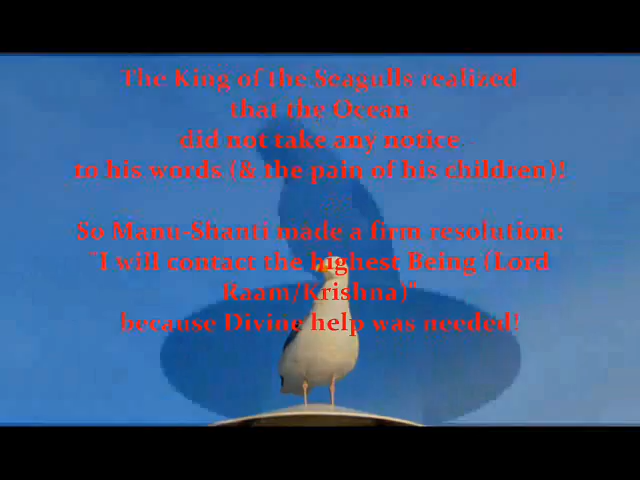 The King of the Seagulls realized
that the Ocean
did not take any notice
to his words (& the pain of his children)!
So Manu-Shanti made a firm resolution:
"I will contact the highest Being (Lord
Raam/Krishna)"
because Divine help was needed!